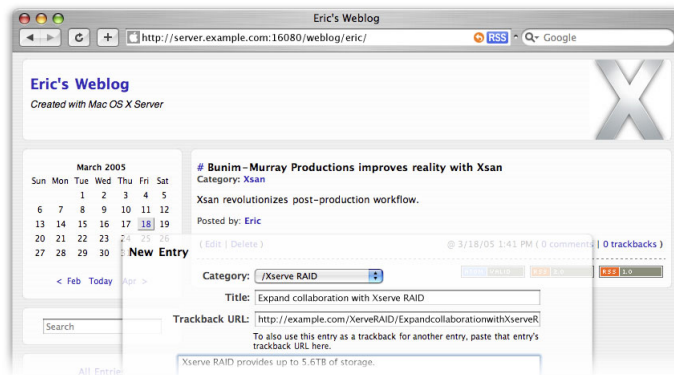 Eric's Weblog
http://server.example.com:16080/weblog/eric/
RSS
Google
Eric's Weblog
Created with Mac OS X Server
March 2005
Sun Mon Tue Wed Thu Fri Sat
1 2 3 4 5
6 7 8 9 10 11 12
13 14 15 16 17 18 19
20 21 22 23 24 25 26
27 28 29 30
< Feb Today Apr >
Search
All Entries
# Bunim-Murray Productions improves reality with Xsan
Category: Xsan
Xsan revolutionizes post-production workflow.
Posted by: Eric
( Edit | Delete )
@ 3/18/05 1:41 PM ( 0 comments | 0 trackbacks )
RSS 1.0
New Entry
Category: /Xserve RAID
Title: Expand collaboration with Xserve RAID
Trackback URL: http://example.com/XerveRAID/ExpandcollaborationwithXserveR
To also use this entry as a trackback for another entry, paste that entry's
trackback URL here.
Xserve RAID provides up to 5.6TB of storage.